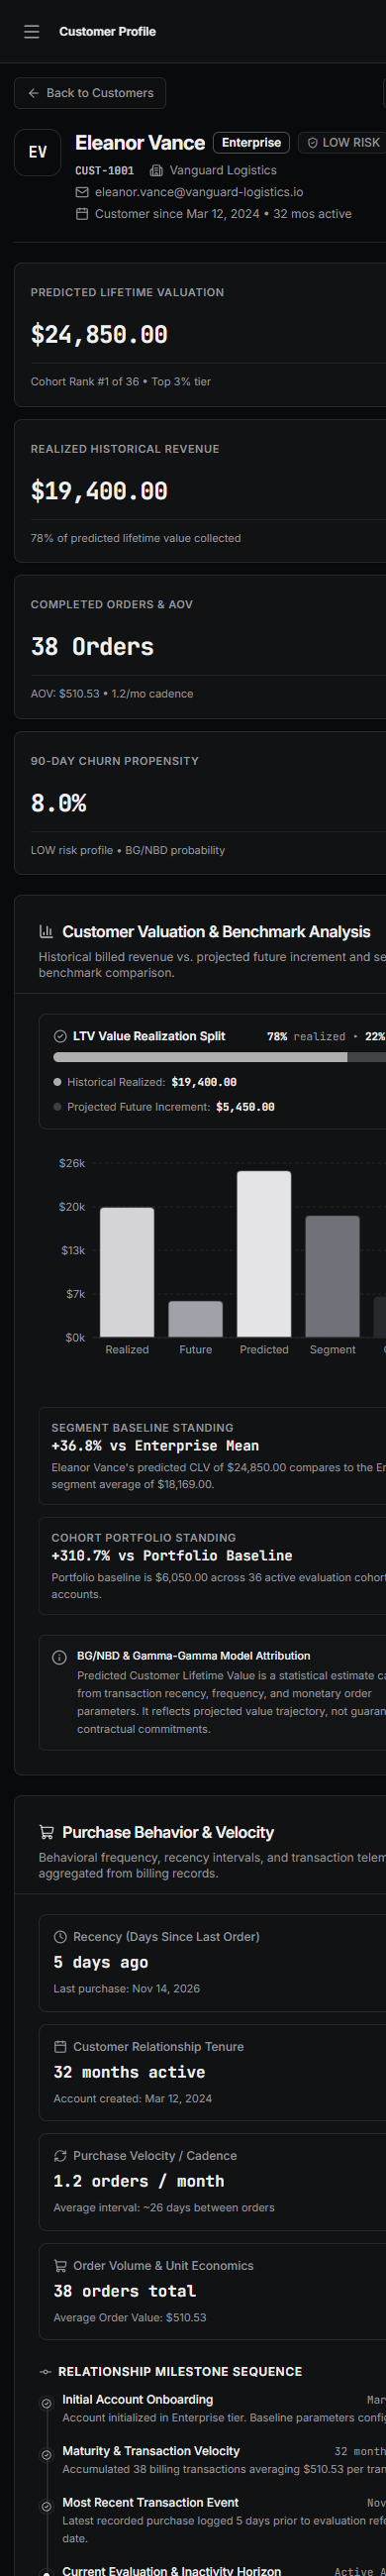 Customer Profile
Back to Customers
EV
Eleanor Vance Enterprise LOW RISK
CUST-1001 Vanguard Logistics
eleanor.vance@vanguard-logistics.io
Customer since Mar 12, 2024 • 32 mos active
PREDICTED LIFETIME VALUATION
$24,850.00
Cohort Rank #1 of 36 • Top 3% tier
REALIZED HISTORICAL REVENUE
$19,400.00
78% of predicted lifetime value collected
COMPLETED ORDERS & AOV
38 Orders
AOV: $510.53 • 1.2/mo cadence
90-DAY CHURN PROPENSITY
8.0%
LOW risk profile • BG/NBD probability
Customer Valuation & Benchmark Analysis
Historical billed revenue vs. projected future increment and se
benchmark comparison.
LTV Value Realization Split 78% realized • 22%
Historical Realized: $19,400.00
Projected Future Increment: $5,450.00
$26k
$20k
$13k
$7k
$0k
Realized Future Predicted Segment
SEGMENT BASELINE STANDING
+36.8% vs Enterprise Mean
Eleanor Vance's predicted CLV of $24,850.00 compares to the En
segment average of $18,169.00.
COHORT PORTFOLIO STANDING
+310.7% vs Portfolio Baseline
Portfolio baseline is $6,050.00 across 36 active evaluation cohor
accounts.
BG/NBD & Gamma-Gamma Model Attribution
Predicted Customer Lifetime Value is a statistical estimate ca
from transaction recency, frequency, and monetary order
parameters. It reflects projected value trajectory, not guaran
contractual commitments.
Purchase Behavior & Velocity
Behavioral frequency, recency intervals, and transaction telem
aggregated from billing records.
Recency (Days Since Last Order)
5 days ago
Last purchase: Nov 14, 2026
Customer Relationship Tenure
32 months active
Account created: Mar 12, 2024
Purchase Velocity / Cadence
1.2 orders / month
Average interval: ~26 days between orders
Order Volume & Unit Economics
38 orders total
Average Order Value: $510.53
RELATIONSHIP MILESTONE SEQUENCE
Initial Account Onboarding Mar
Account initialized in Enterprise tier. Baseline parameters config
Maturity & Transaction Velocity 32 month
Accumulated 38 billing transactions averaging $510.53 per tran
Most Recent Transaction Event Nov
Latest recorded purchase logged 5 days prior to evaluation refe
date.
Current Evaluation & Inactivity Horizon Active A